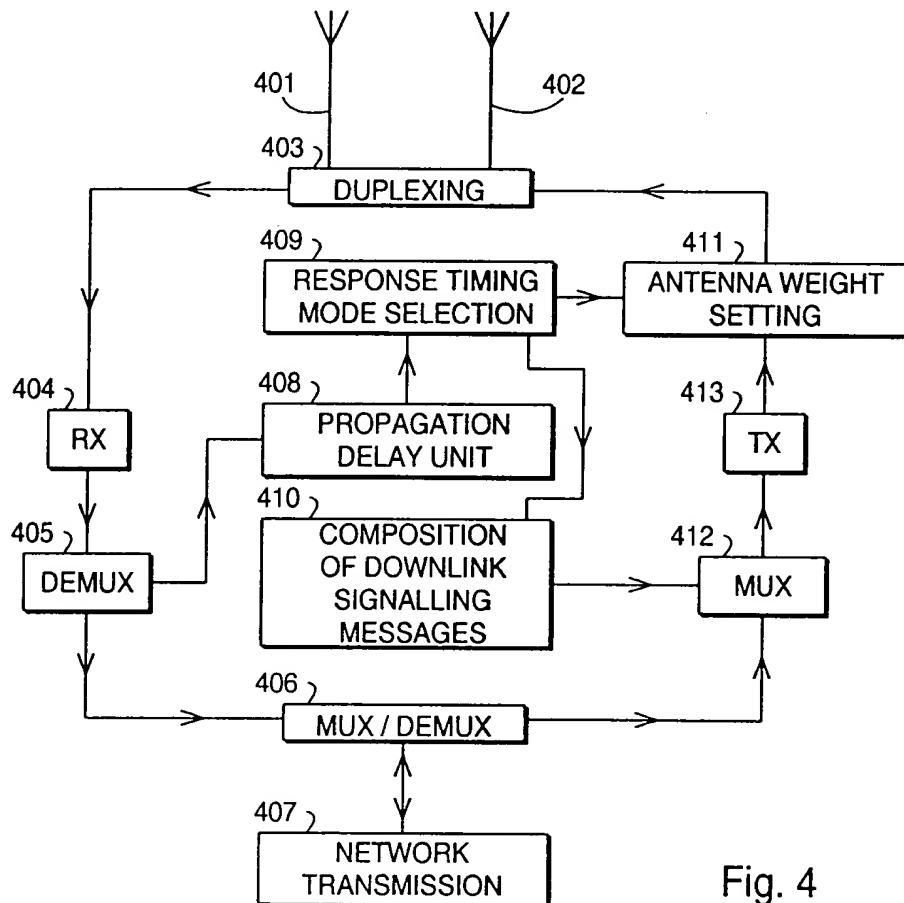 401
402
403
DUPLEXING
409
RESPONSE TIMING
MODE SELECTION
411
ANTENNA WEIGHT
SETTING
404
RX
408
PROPAGATION
DELAY UNIT
413
TX
405
DEMUX
410
COMPOSITION
OF DOWNLINK
SIGNALLING
MESSAGES
412
MUX
406
MUX / DEMUX
407
NETWORK
TRANSMISSION
Fig. 4